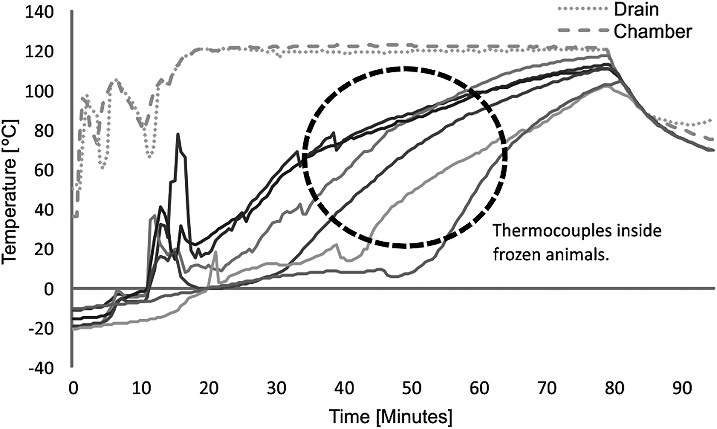 140
120
100
80
60
40
20
0
-20
-40
Temperature [°C]
Drain
Chamber
Thermocouples inside
frozen animals.
0 10 20 30 40 50 60 70 80 90
Time [Minutes]